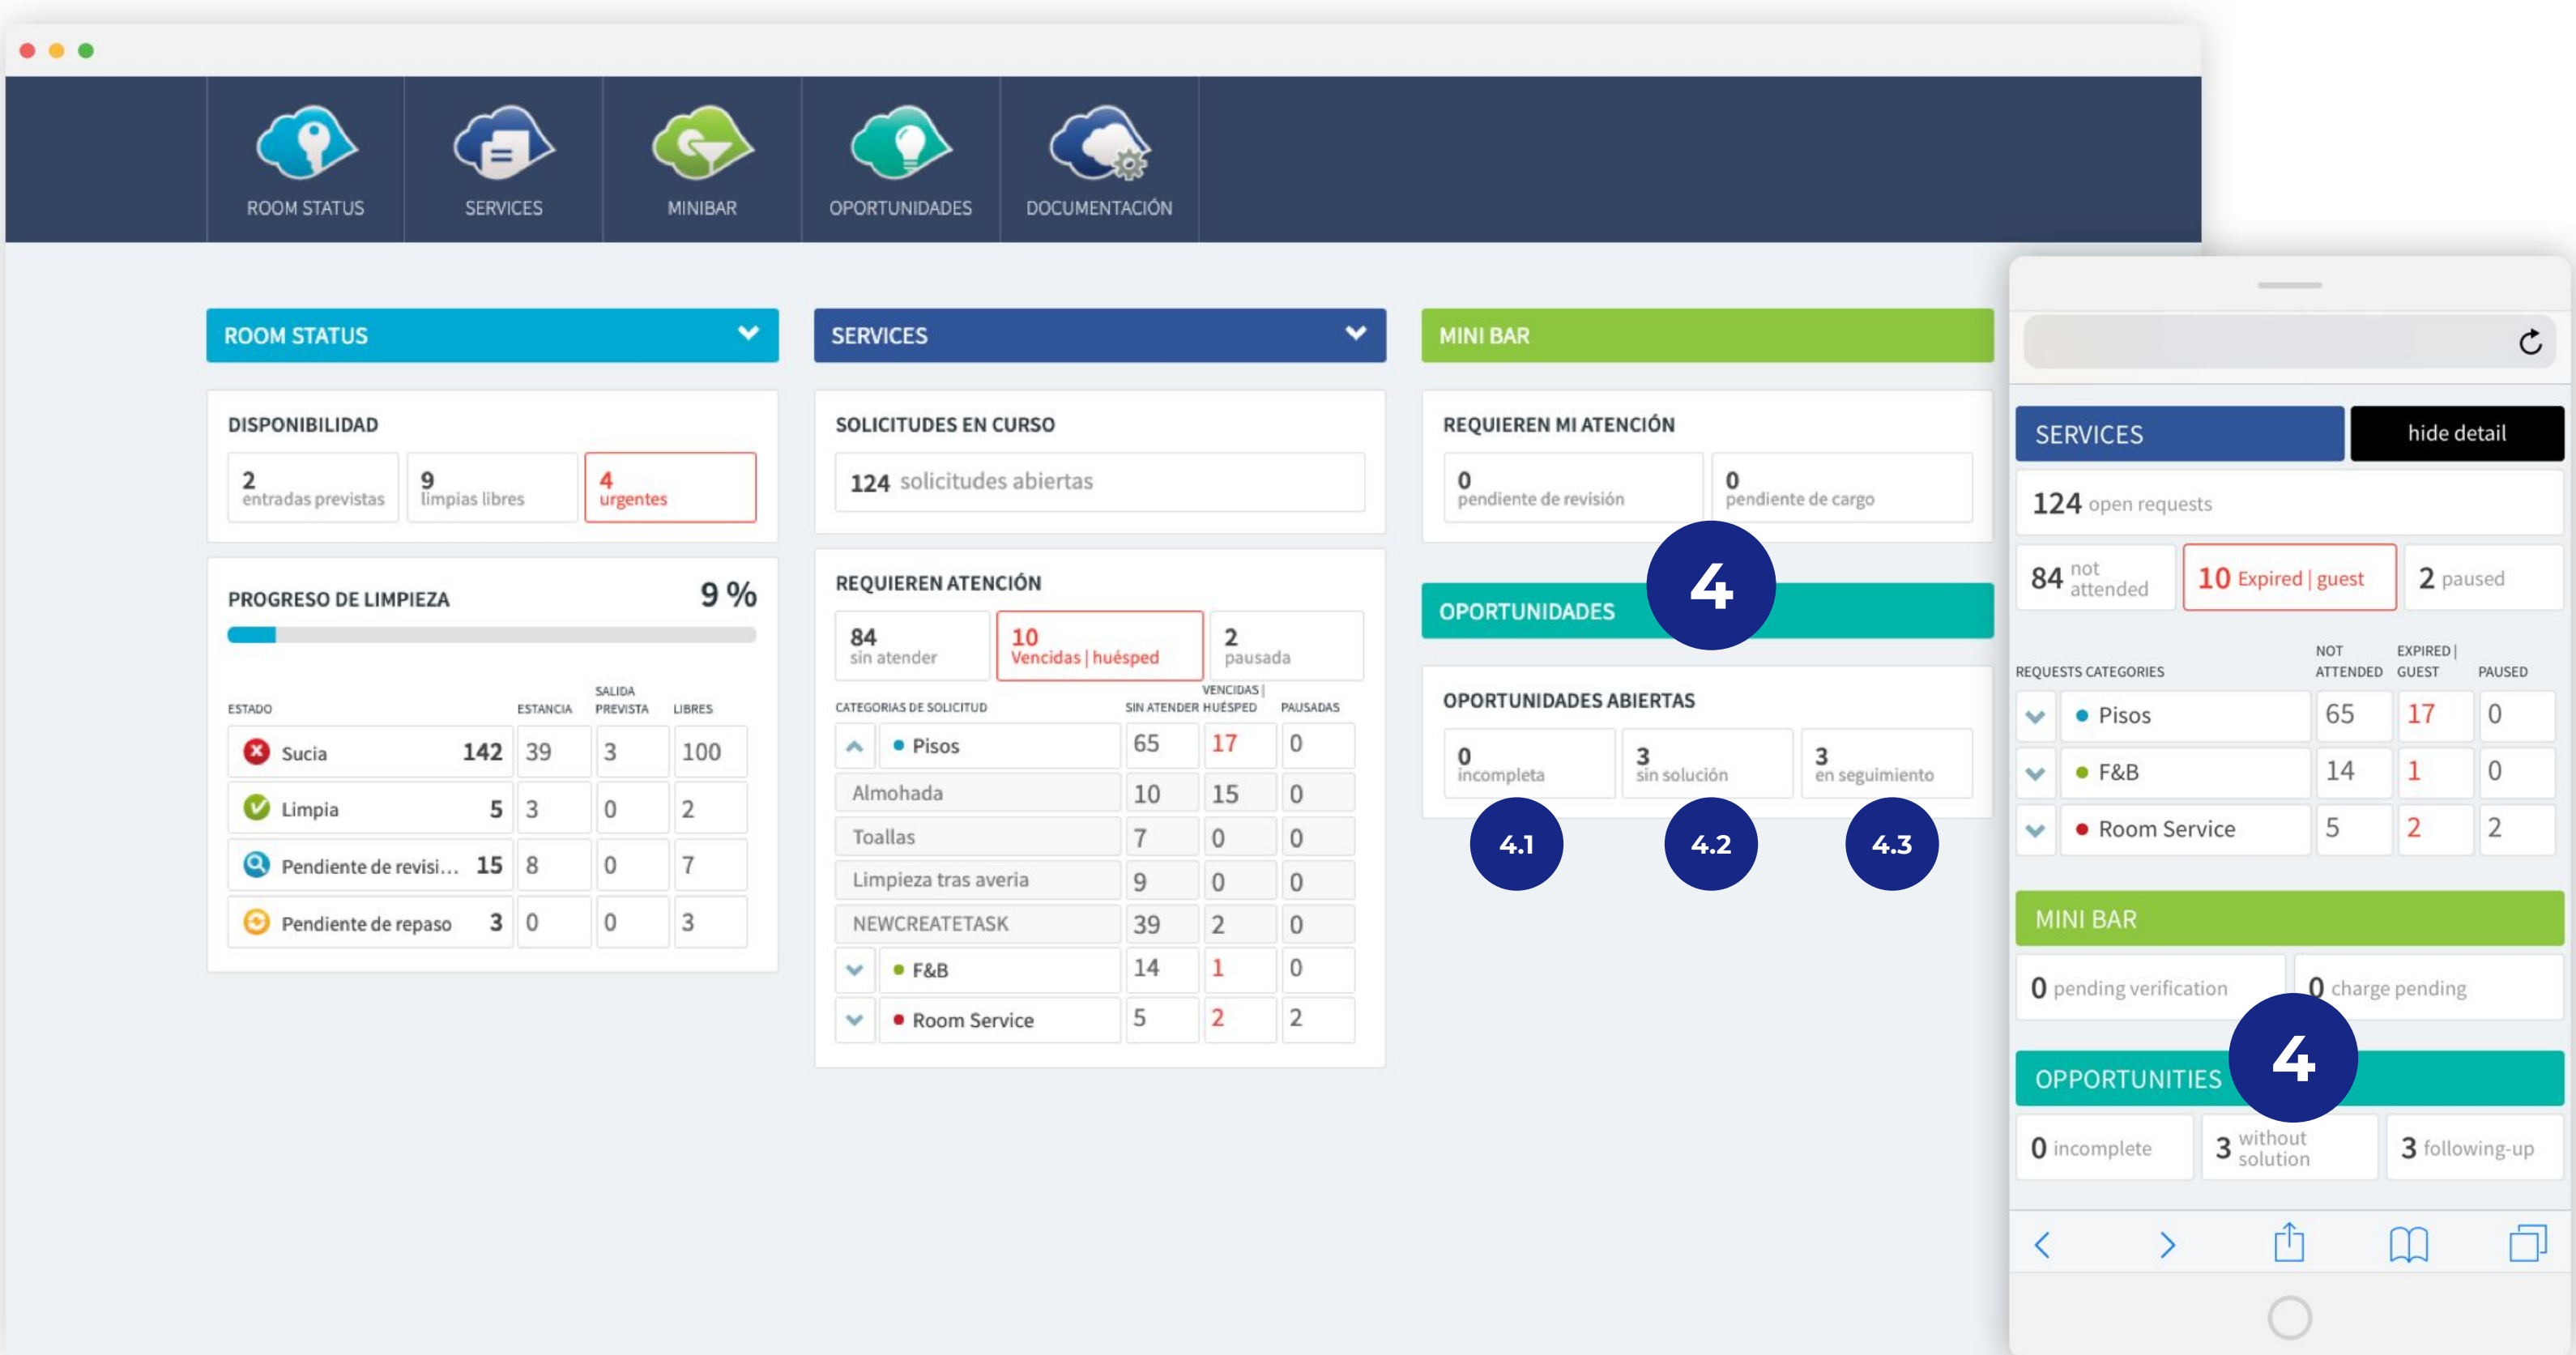 ROOM STATUS
SERVICES
MINIBAR
OPORTUNIDADES
DOCUMENTACIÓN
ROOM STATUS
DISPONIBILIDAD
2
entradas previstas
9
limpias libres
4
urgentes
PROGRESO DE LIMPIEZA 9 %
ESTADO ESTANCIA SALIDA PREVISTA LIBRES
Sucia 142 39 3 100
Limpia 5 3 0 2
Pendiente de revisi... 15 8 0 7
Pendiente de repaso 3 0 0 3
SERVICES
SOLICITUDES EN CURSO
124 solicitudes abiertas
REQUIEREN ATENCIÓN
84
sin atender
10
Vencidas | huésped
2
pausada
CATEGORIAS DE SOLICITUD SIN ATENDER VENCIDAS | HUÉSPED PAUSADAS
Pisos 65 17 0
Almohada 10 15 0
Toallas 7 0 0
Limpieza tras averia 9 0 0
NEWCREATETASK 39 2 0
F&B 14 1 0
Room Service 5 2 2
MINI BAR
REQUIEREN MI ATENCIÓN
0
pendiente de revisión
0
pendiente de cargo
4
OPORTUNIDADES
OPORTUNIDADES ABIERTAS
0
incompleta
3
sin solución
3
en seguimiento
4.1
4.2
4.3
SERVICES
hide detail
124 open requests
84 not attended
10 Expired | guest
2 paused
REQUESTS CATEGORIES NOT ATTENDED EXPIRED | GUEST PAUSED
Pisos 65 17 0
F&B 14 1 0
Room Service 5 2 2
MINI BAR
0 pending verification
0 charge pending
4
OPPORTUNITIES
0 incomplete
3 without solution
3 following-up